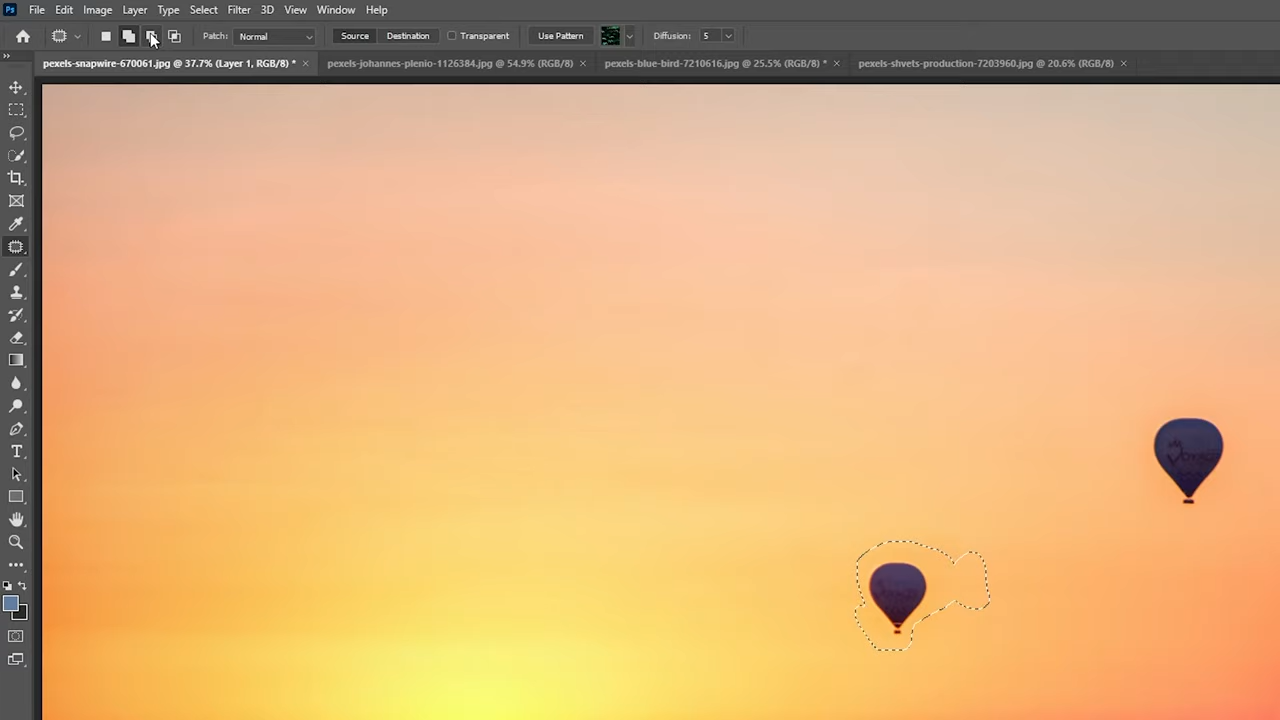 Ps File Edit Image Layer Type Select Filter 3D View Window Help
Patch: Normal Source Destination Transparent Use Pattern Diffusion: 5
pexels-snapwire-670061.jpg @ 37.7% (Layer 1, RGB/8) * × pexels-johannes-plenio-1126384.jpg @ 54.9% (RGB/8) × pexels-blue-bird-7210616.jpg @ 25.5% (RGB/8) * × pexels-shvets-production-7203960.jpg @ 20.6% (RGB/8) ×